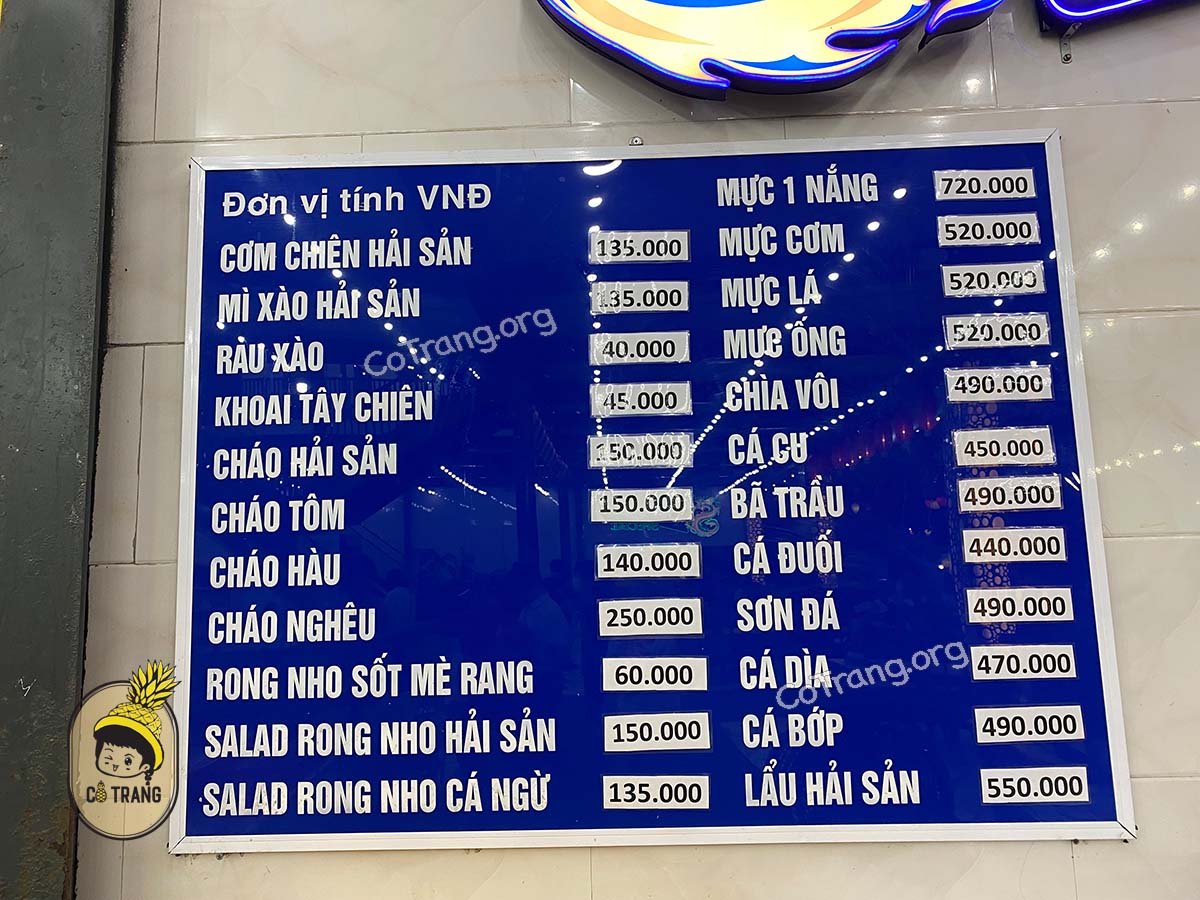 Đơn vị tính VNĐ
CƠM CHIÊN HẢI SẢN 135.000
MÌ XÀO HẢI SẢN 135.000
RÀU XÀO 40.000
KHOAI TÂY CHIÊN 45.000
CHÁO HẢI SẢN 150.000
CHÁO TÔM 150.000
CHÁO HÀU 140.000
CHÁO NGHÊU 250.000
RONG NHO SỐT MÈ RANG 60.000
SALAD RONG NHO HẢI SẢN 150.000
SALAD RONG NHO CÁ NGỪ 135.000
MỰC 1 NẮNG 720.000
MỰC CƠM 520.000
MỰC LÁ 520.000
MỰC ỐNG 520.000
CHÌA VÔI 490.000
CÁ GU 450.000
BÃ TRẦU 490.000
CÁ ĐUỐI 440.000
SƠN ĐÁ 490.000
CÁ DÌA 470.000
CÁ BỚP 490.000
LẨU HẢI SẢN 550.000
CoTrang.org
CoTrang.org
CÔ TRANG